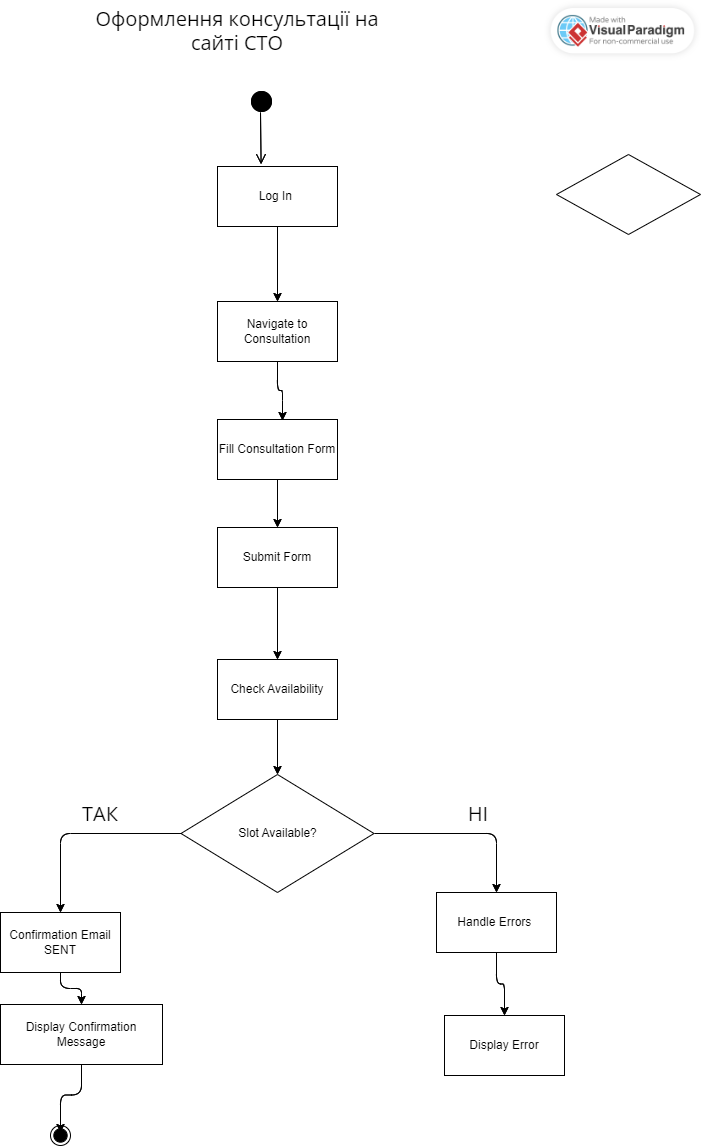 Оформлення консультації на
сайті СТО
Made with
Visual Paradigm
For non-commercial use
Log In
Navigate to
Consultation
Fill Consultation Form
Submit Form
Check Availability
ТАК
НІ
Slot Available?
Handle Errors
Confirmation Email
SENT
Display Confirmation
Message
Display Error